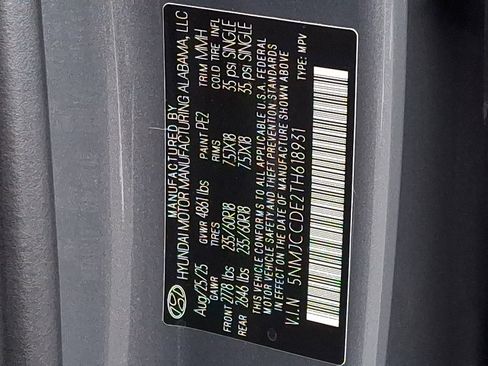 MANUFACTURED BY
HYUNDAI MOTOR MANUFACTURING ALABAMA, LLC
Aug/25/25 GVWR 4861 lbs PAINT PE2 TRIM MMH
GAWR TIRES RIMS COLD TIRE INFL
FRONT 2778 lbs 235/60R18 7.5JX18 35 psi SINGLE
REAR 2646 lbs 235/60R18 7.5JX18 35 psi SINGLE
THIS VEHICLE CONFORMS TO ALL APPLICABLE U.S.A. FEDERAL
MOTOR VEHICLE SAFETY AND THEFT PREVENTION STANDARDS
IN EFFECT ON THE DATE OF MANUFACTURE SHOWN ABOVE
V.I.N 5NMJCCDE2TH618931 TYPE: MPV